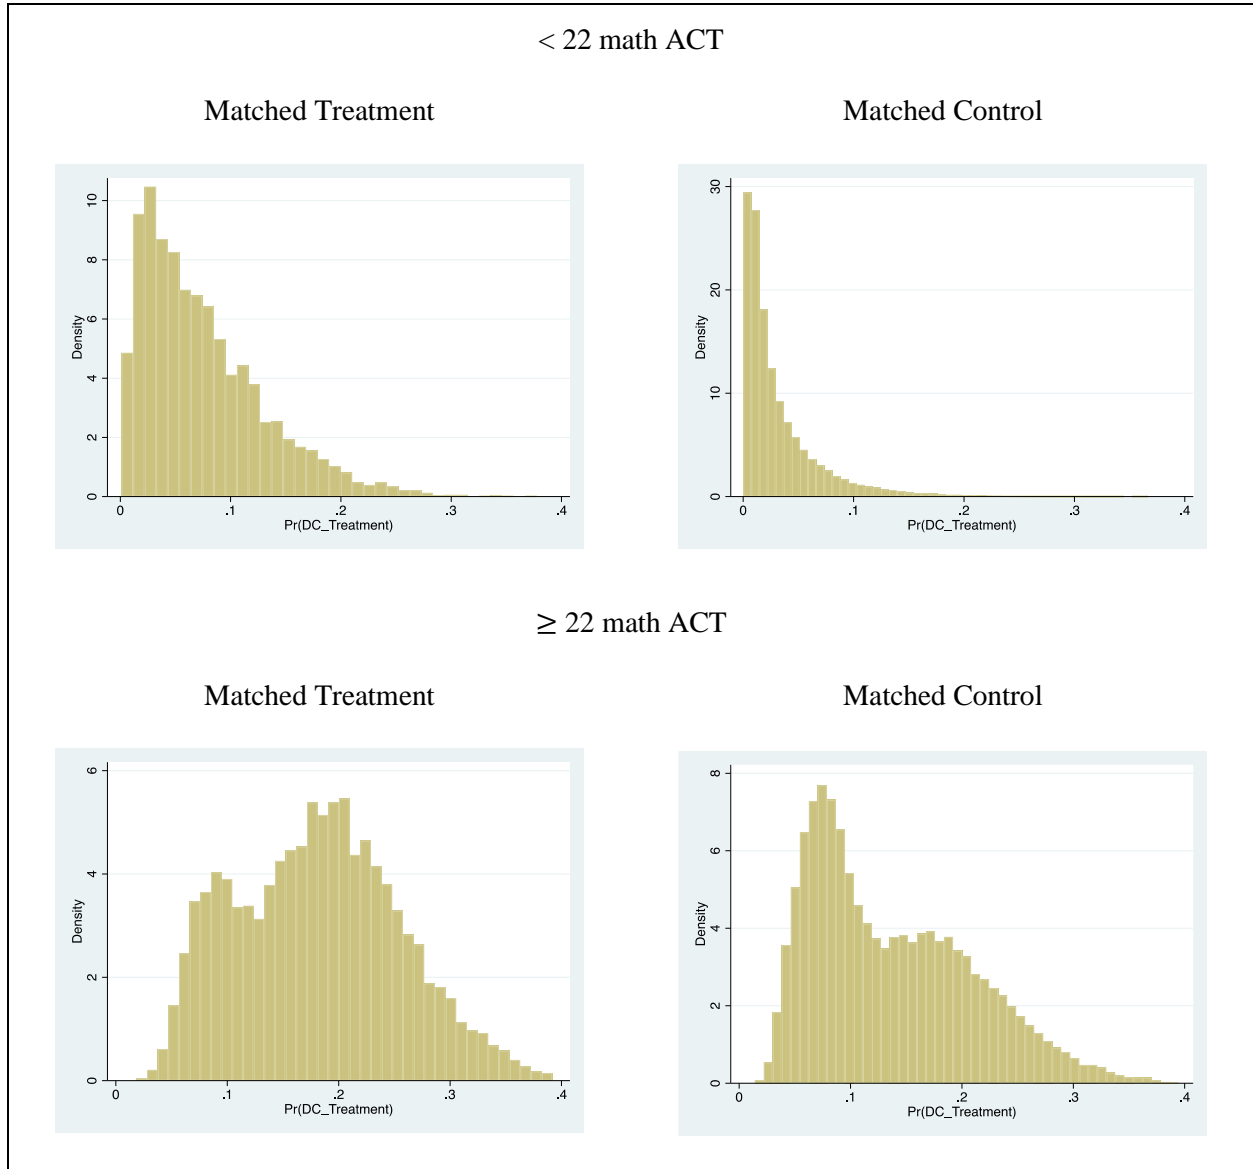 < 22 math ACT
Matched Treatment
Matched Control
10
8
6
4
2
0
Density
0 .1 .2 .3 .4
Pr(DC_Treatment)
30
20
10
0
Density
0 .1 .2 .3 .4
Pr(DC_Treatment)
≥ 22 math ACT
Matched Treatment
Matched Control
6
4
2
0
Density
0 .1 .2 .3 .4
Pr(DC_Treatment)
8
6
4
2
0
Density
0 .1 .2 .3 .4
Pr(DC_Treatment)